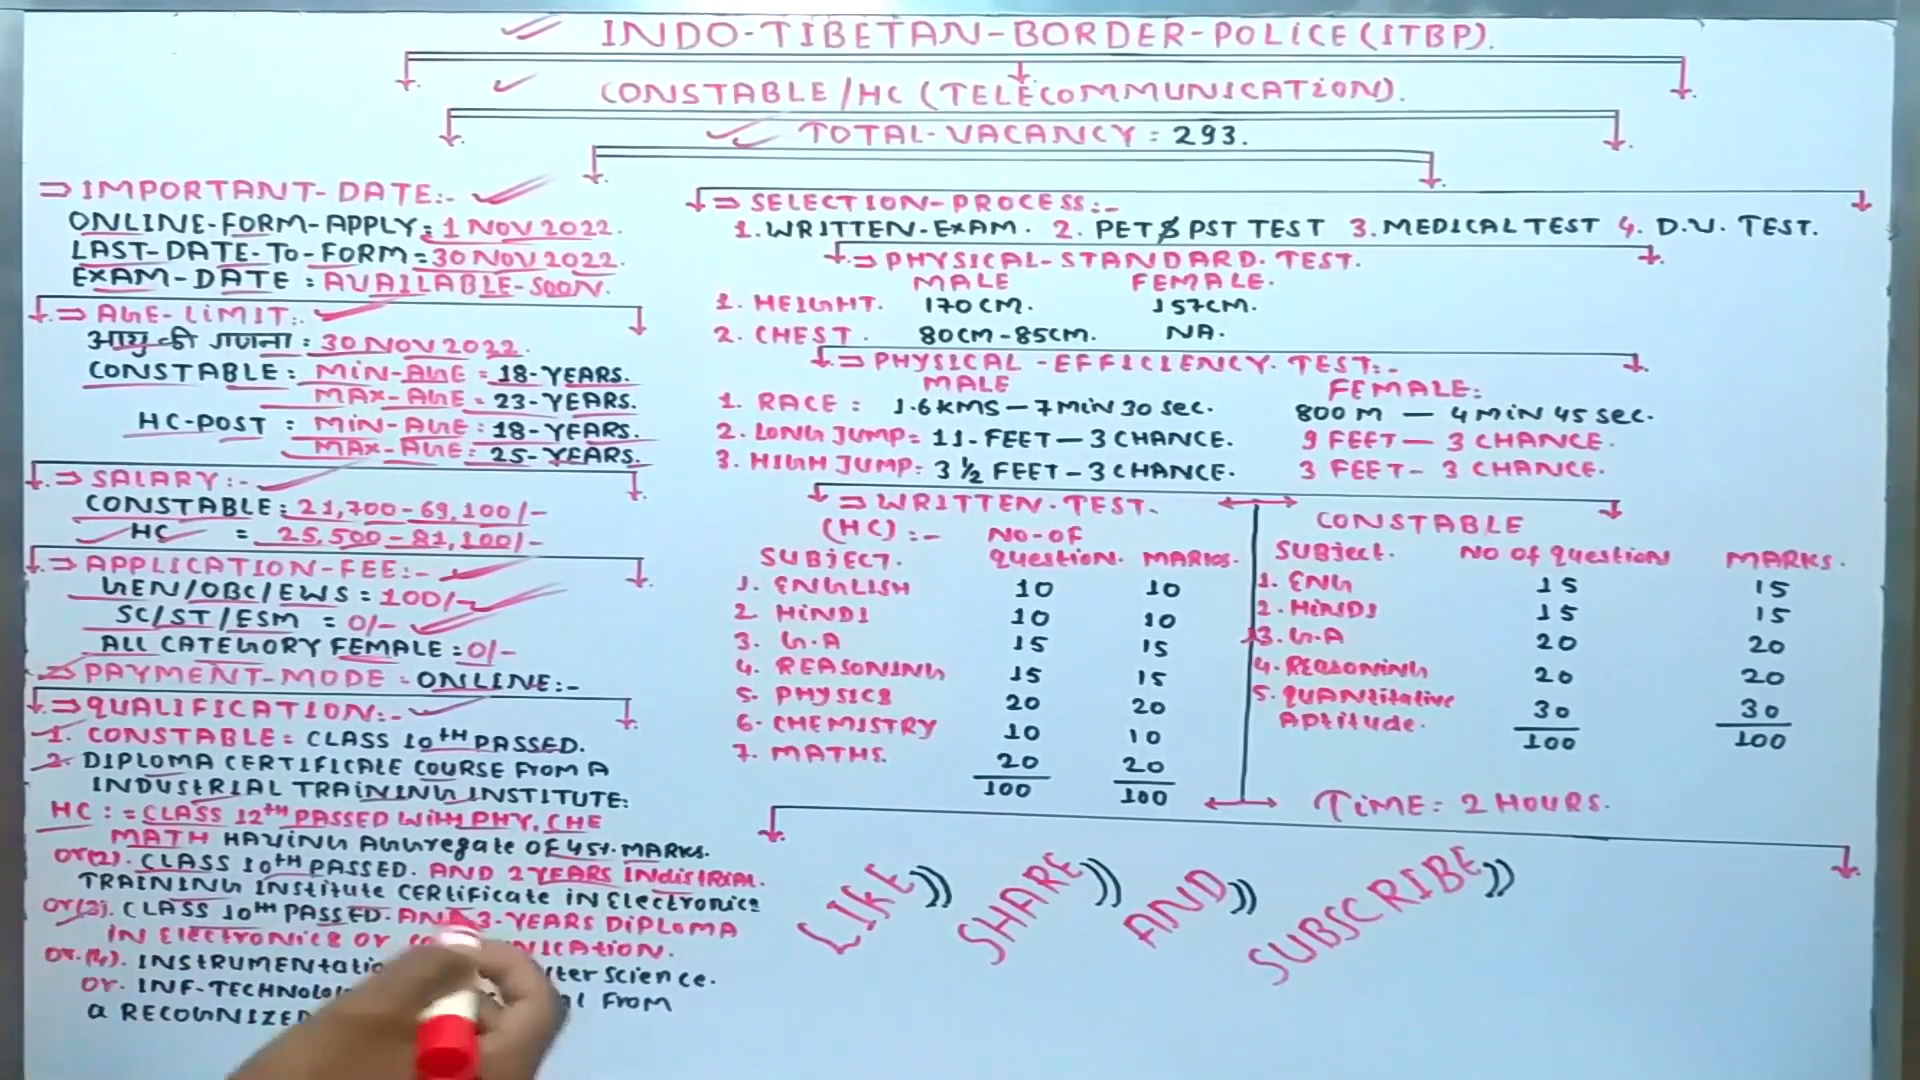 INDO-TIBETAN-BORDER-POLICE (ITBP).
CONSTABLE/HC (TELECOMMUNICATION).
TOTAL-VACANCY: 293.
⇒ IMPORTANT-DATE:-
ONLINE-FORM-APPLY: 1 NOV 2022.
LAST-DATE-TO-FORM = 30 NOV 2022.
EXAM-DATE: AVAILABLE-SOON.
⇒ AGE-LIMIT:-
आयु की गणना: 30 NOV 2022.
CONSTABLE: MIN-AGE = 18-YEARS.
MAX-AGE = 23-YEARS.
HC-POST: MIN-AGE: 18-YEARS.
MAX-AGE: 25-YEARS.
⇒ SALARY:-
CONSTABLE: 21,700-69,100/-
HC = 25,500-81,100/-
⇒ APPLICATION-FEE:-
GEN/OBC/EWS = 100/-
SC/ST/ESM = 0/-
ALL CATEGORY FEMALE: 0/-
⇒ PAYMENT-MODE = ONLINE:-
⇒ QUALIFICATION:-
1. CONSTABLE = CLASS 10TH PASSED.
2. DIPLOMA CERTIFICALE COURSE FROM A
INDUSTRIAL TRAINING INSTITUTE:
HC: = CLASS 12TH PASSED WITH PHY, CHE
MATH HAVING AGGREGATE OF 45%. MARKS.
Or(2). CLASS 10TH PASSED. AND 2 YEARS INDISTRIAL.
TRAINING INSTITUTE CERTIFICATE IN ELECTRONICS
Or(3). CLASS 10TH PASSED. AND 3-YEARS DIPLOMA
IN ELECTRONICS Or NICATION.
Or.(4). INSTRUMENTATIO TER SCIENCE.
Or. INF-TECHNOLO FROM
A RECOGNIZED
⇒ SELECTION-PROCESS:-
1. WRITTEN-EXAM. 2. PET & PST TEST 3. MEDICAL TEST 4. D.V. TEST.
⇒ PHYSICAL-STANDARD. TEST.
MALE FEMALE.
1. HEIGHT. 170 CM. 157CM.
2. CHEST. 80CM-85CM. NA.
⇒ PHYSICAL-EFFICIENCY. TEST:-
MALE FEMALE:
1. RACE: 1.6 KMS - 7 MIN 30 SEC. 800 M - 4 MIN 45 SEC.
2. LONG JUMP = 11-FEET - 3 CHANCE. 9 FEET - 3 CHANCE.
3. HIGH JUMP: 3 ½ FEET - 3 CHANCE. 3 FEET - 3 CHANCE.
⇒ WRITTEN. TEST.
(HC):-
SUBJECT. NO-OF QUESTION. MARKS.
1. ENGLISH 10 10
2 HINDI 10 10
3. G.A 15 15
4. REASONING 15 15
5. PHYSICS 20 20
6. CHEMISTRY 10 10
7. MATHS. 20 20
100 100
CONSTABLE
SUBJECT. NO OF QUESTION MARKS.
1. ENG 15 15
2. HINDI 15 15
3. G.A 20 20
4. REASONING 20 20
5. QUANTITATIVE APTITUDE. 30 30
100 100
TIME: 2 HOURS.
LIKE)) SHARE)) AND)) SUBSCRIBE))